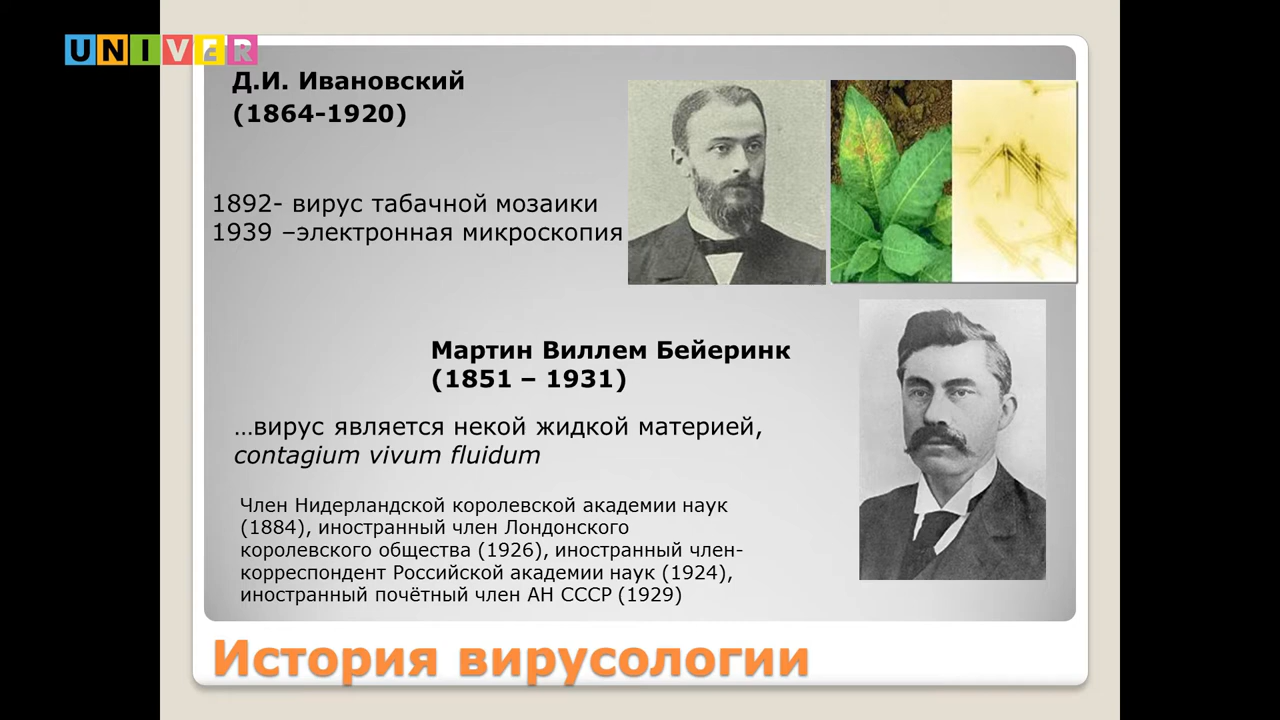 UNIVER
Д.И. Ивановский
(1864-1920)
1892- вирус табачной мозаики
1939 –электронная микроскопия
Мартин Виллем Бейеринк
(1851 – 1931)
…вирус является некой жидкой материей,
contagium vivum fluidum
Член Нидерландской королевской академии наук
(1884), иностранный член Лондонского
королевского общества (1926), иностранный член-
корреспондент Российской академии наук (1924),
иностранный почётный член АН СССР (1929)
История вирусологии